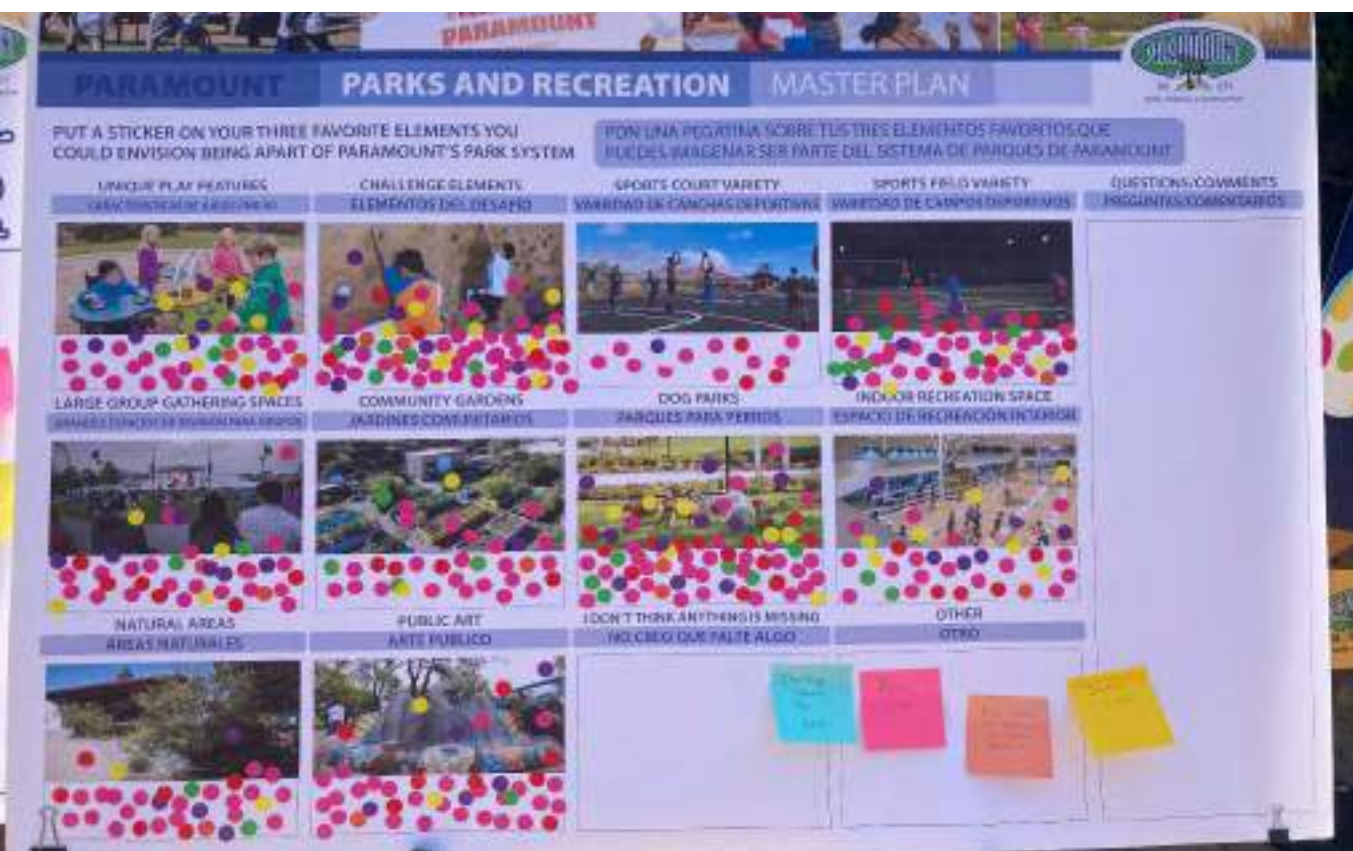 PARAMOUNT
PARAMOUNT PARKS AND RECREATION MASTER PLAN
PUT A STICKER ON YOUR THREE FAVORITE ELEMENTS YOU
COULD ENVISION BEING APART OF PARAMOUNT'S PARK SYSTEM
PON UNA PEGATINA SOBRE TUS TRES ELEMENTOS FAVORITOS QUE
PUEDES IMAGENAR SER PARTE DEL SISTEMA DE PARQUES DE PARAMOUNT
UNIQUE PLAY FEATURES
CHALLENGE ELEMENTS
ELEMENTOS DEL DESAFÍO
SPORTS COURT VARIETY
VARIEDAD DE CANCHAS DEPORTIVAS
SPORTS FIELD VARIETY
VARIEDAD DE CAMPOS DEPORTIVOS
QUESTIONS/COMMENTS
PREGUNTAS/COMENTARIOS
LARGE GROUP GATHERING SPACES
COMMUNITY GARDENS
JARDINES COMUNITARIOS
DOG PARKS
PARQUES PARA PERROS
INDOOR RECREATION SPACE
ESPACIO DE RECREACIÓN INTERIOR
NATURAL AREAS
ÁREAS NATURALES
PUBLIC ART
ARTE PÚBLICO
I DON'T THINK ANYTHING IS MISSING
NO CREO QUE FALTE ALGO
OTHER
OTRO